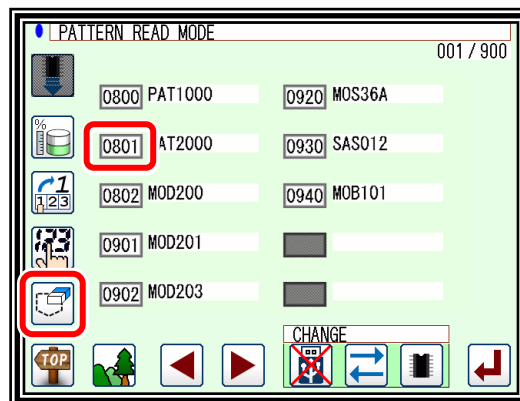 PATTERN READ MODE
001 / 900
0800 PAT1000
0920 MOS36A
%
0801 AT2000
0930 SAS012
1
123
0802 MOD200
0940 MOB101
123
0901 MOD201
0902 MOD203
CHANGE
TOP